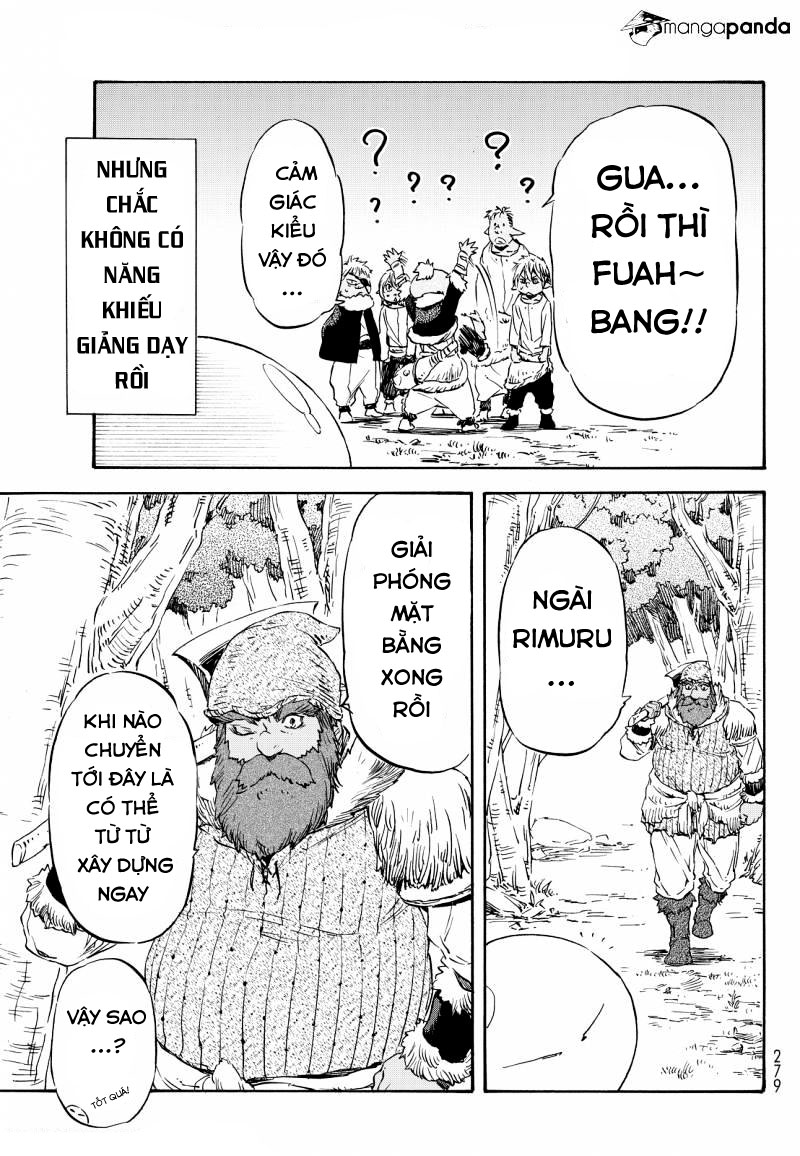 mangapanda
GUA...
RỒI THÌ
FUAH~
BANG!!
?
?
?
?
?
CẢM
GIÁC
KIỂU
VẬY ĐÓ
...
NHƯNG
CHẮC
KHÔNG CÓ
NĂNG
KHIẾU
GIẢNG DẠY
RỒI
NGÀI
RIMURU
...
GIẢI
PHÓNG
MẶT
BẰNG
XONG
RỒI
KHI NÀO
CHUYỂN
TỚI ĐÂY LÀ
CÓ THỂ
TỪ TỪ
XÂY DỰNG
NGAY
VẬY SAO
...?
TỐT QUÁ!
279